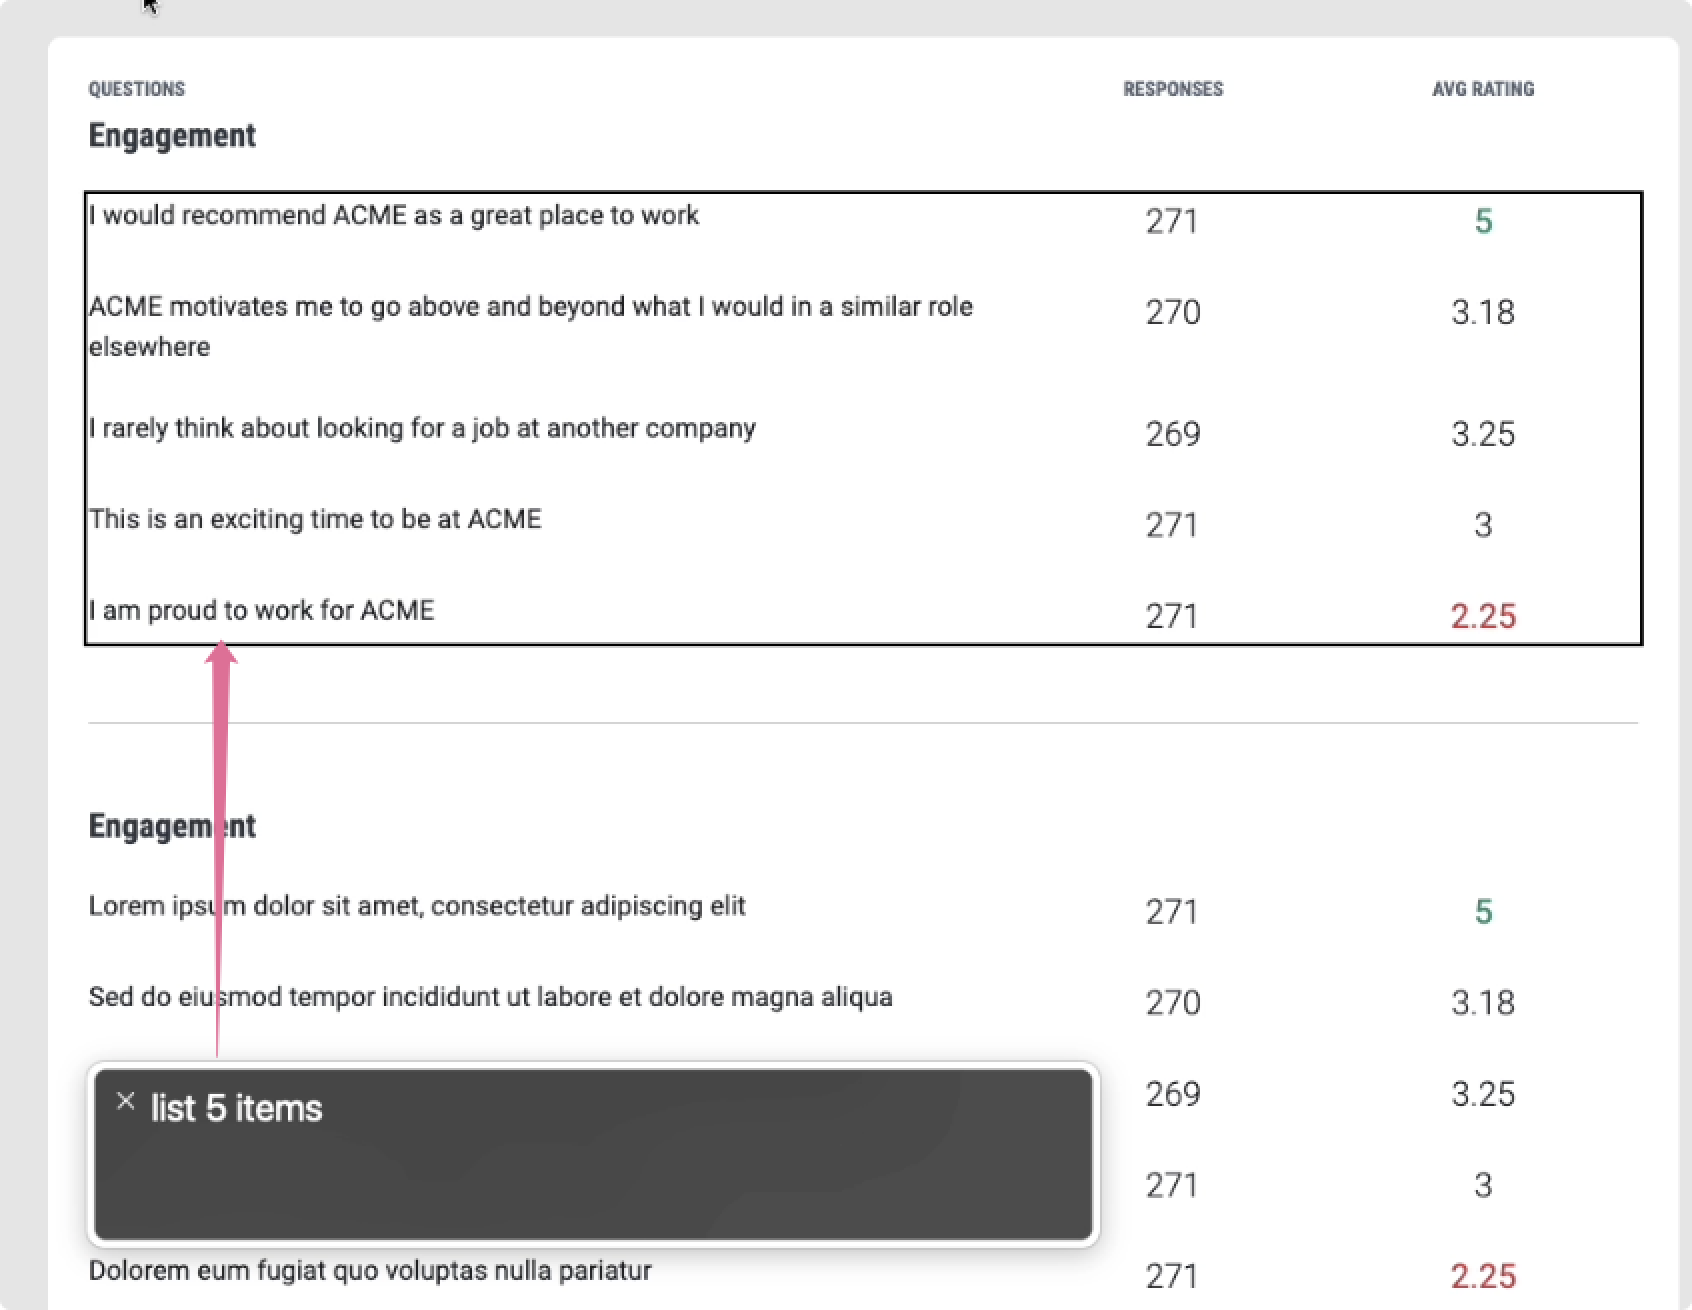 QUESTIONS RESPONSES AVG RATING
Engagement
I would recommend ACME as a great place to work 271 5
ACME motivates me to go above and beyond what I would in a similar role 270 3.18
elsewhere
I rarely think about looking for a job at another company 269 3.25
This is an exciting time to be at ACME 271 3
I am proud to work for ACME 271 2.25
Engagement
Lorem ipsum dolor sit amet, consectetur adipiscing elit 271 5
Sed do eiusmod tempor incididunt ut labore et dolore magna aliqua 270 3.18
list 5 items 269 3.25
271 3
Dolorem eum fugiat quo voluptas nulla pariatur 271 2.25